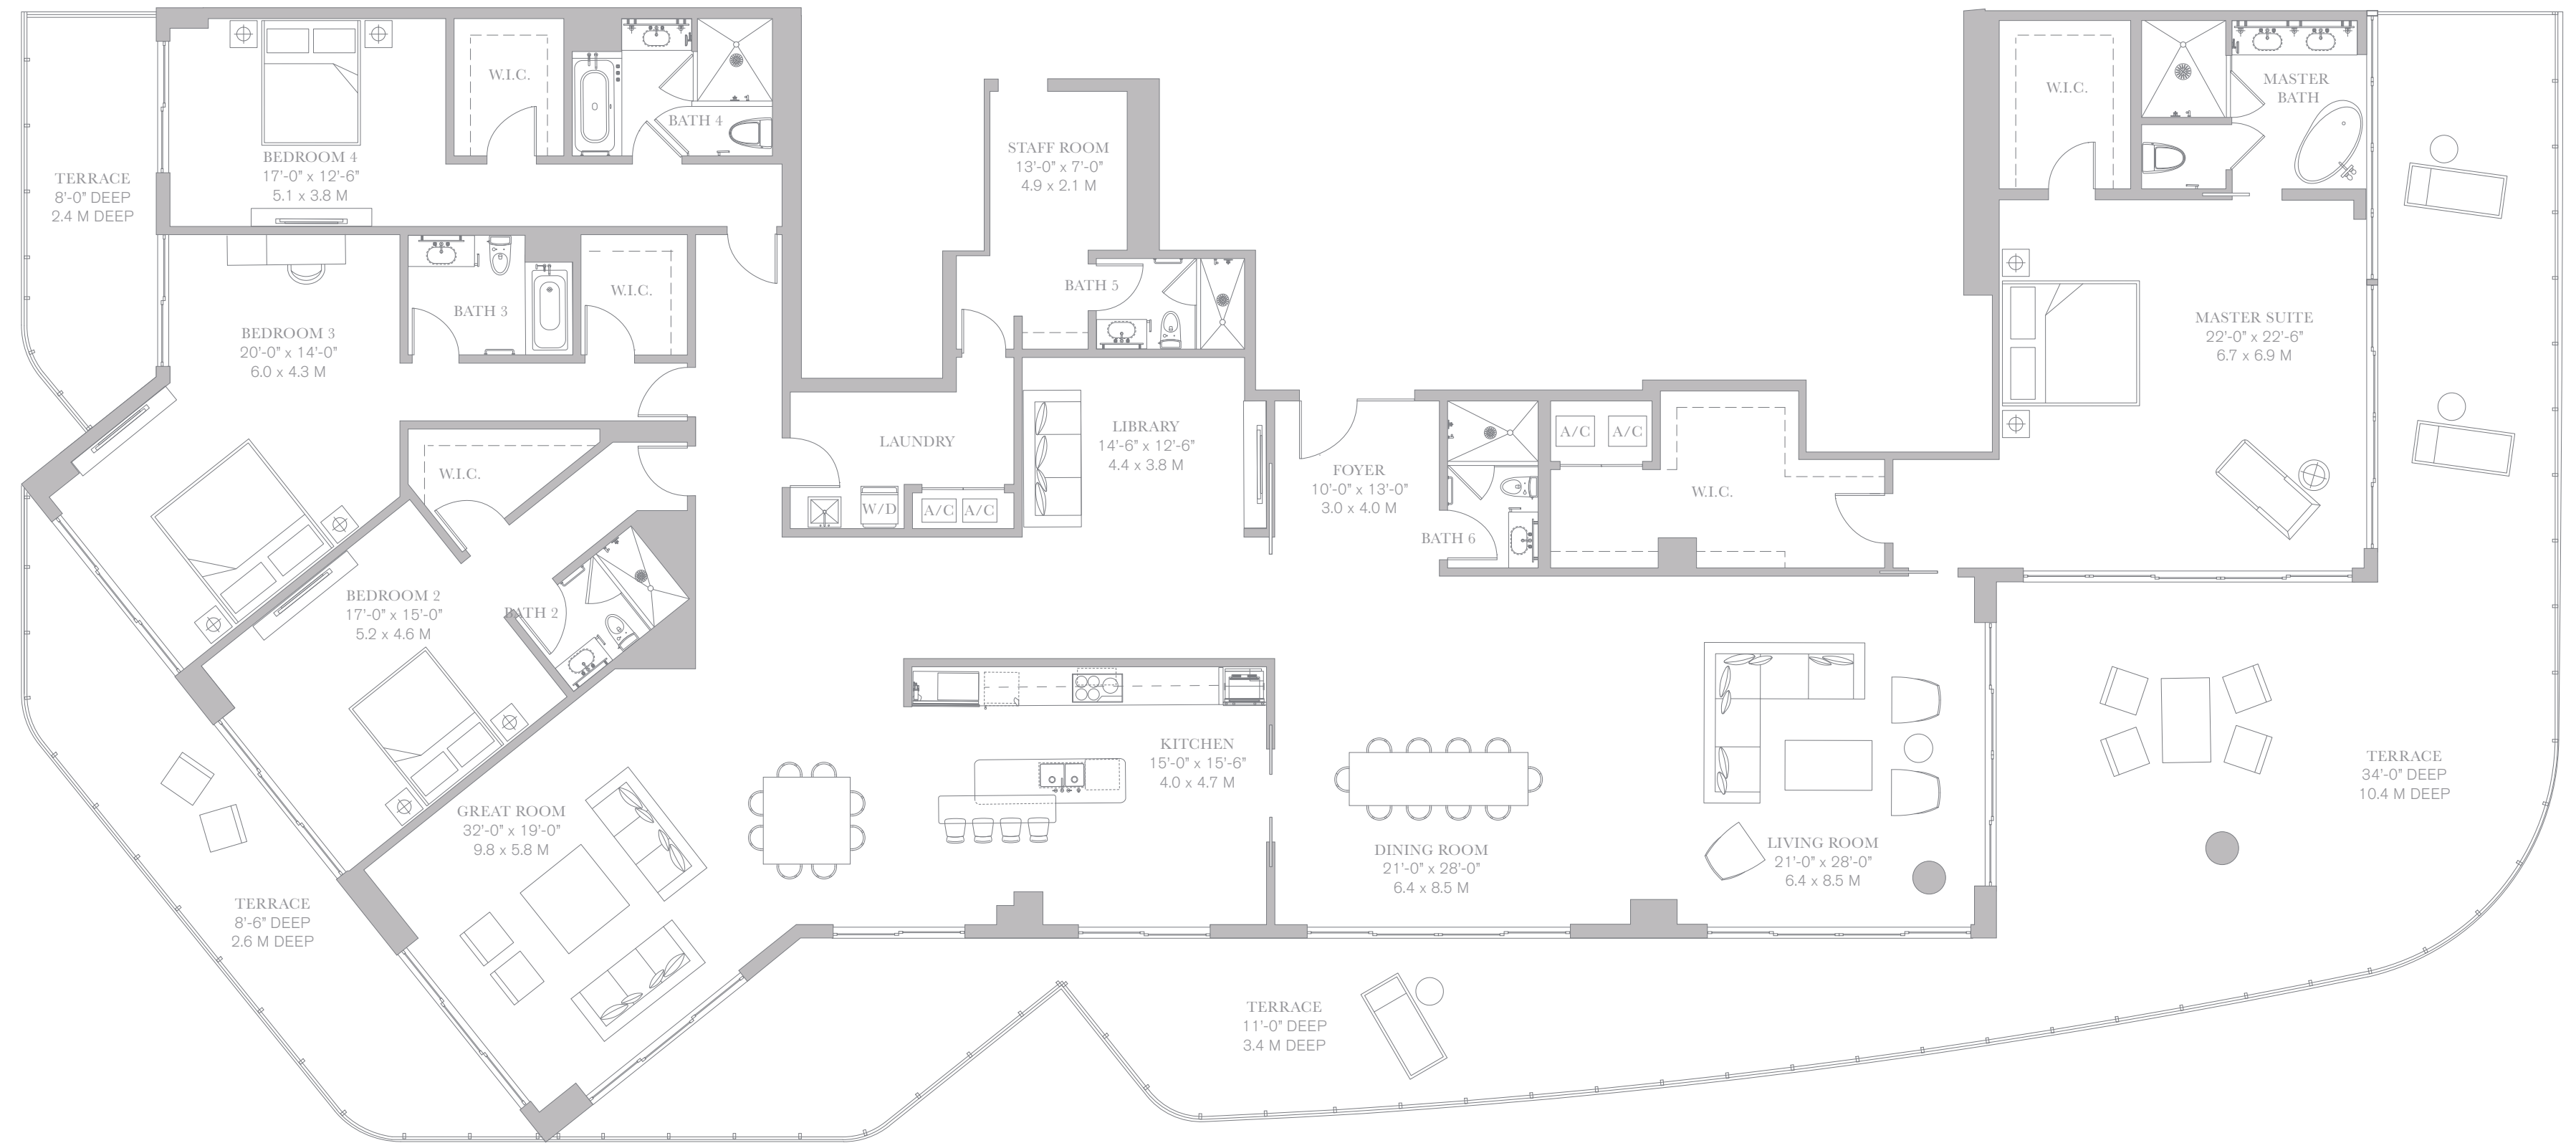 W.I.C.
BATH 4
BEDROOM 4
17'-0" x 12'-6"
5.1 x 3.8 M
TERRACE
8'-0" DEEP
2.4 M DEEP
STAFF ROOM
13'-0" x 7'-0"
4.9 x 2.1 M
W.I.C.
MASTER
BATH
BATH 3
W.I.C.
BATH 5
BEDROOM 3
20'-0" x 14'-0"
6.0 x 4.3 M
MASTER SUITE
22'-0" x 22'-6"
6.7 x 6.9 M
W.I.C.
LAUNDRY
W/D
A/C
A/C
LIBRARY
14'-6" x 12'-6"
4.4 x 3.8 M
FOYER
10'-0" x 13'-0"
3.0 x 4.0 M
BATH 6
A/C
A/C
W.I.C.
BEDROOM 2
17'-0" x 15'-0"
5.2 x 4.6 M
BATH 2
KITCHEN
15'-0" x 15'-6"
4.0 x 4.7 M
GREAT ROOM
32'-0" x 19'-0"
9.8 x 5.8 M
DINING ROOM
21'-0" x 28'-0"
6.4 x 8.5 M
LIVING ROOM
21'-0" x 28'-0"
6.4 x 8.5 M
TERRACE
34'-0" DEEP
10.4 M DEEP
TERRACE
8'-6" DEEP
2.6 M DEEP
TERRACE
11'-0" DEEP
3.4 M DEEP